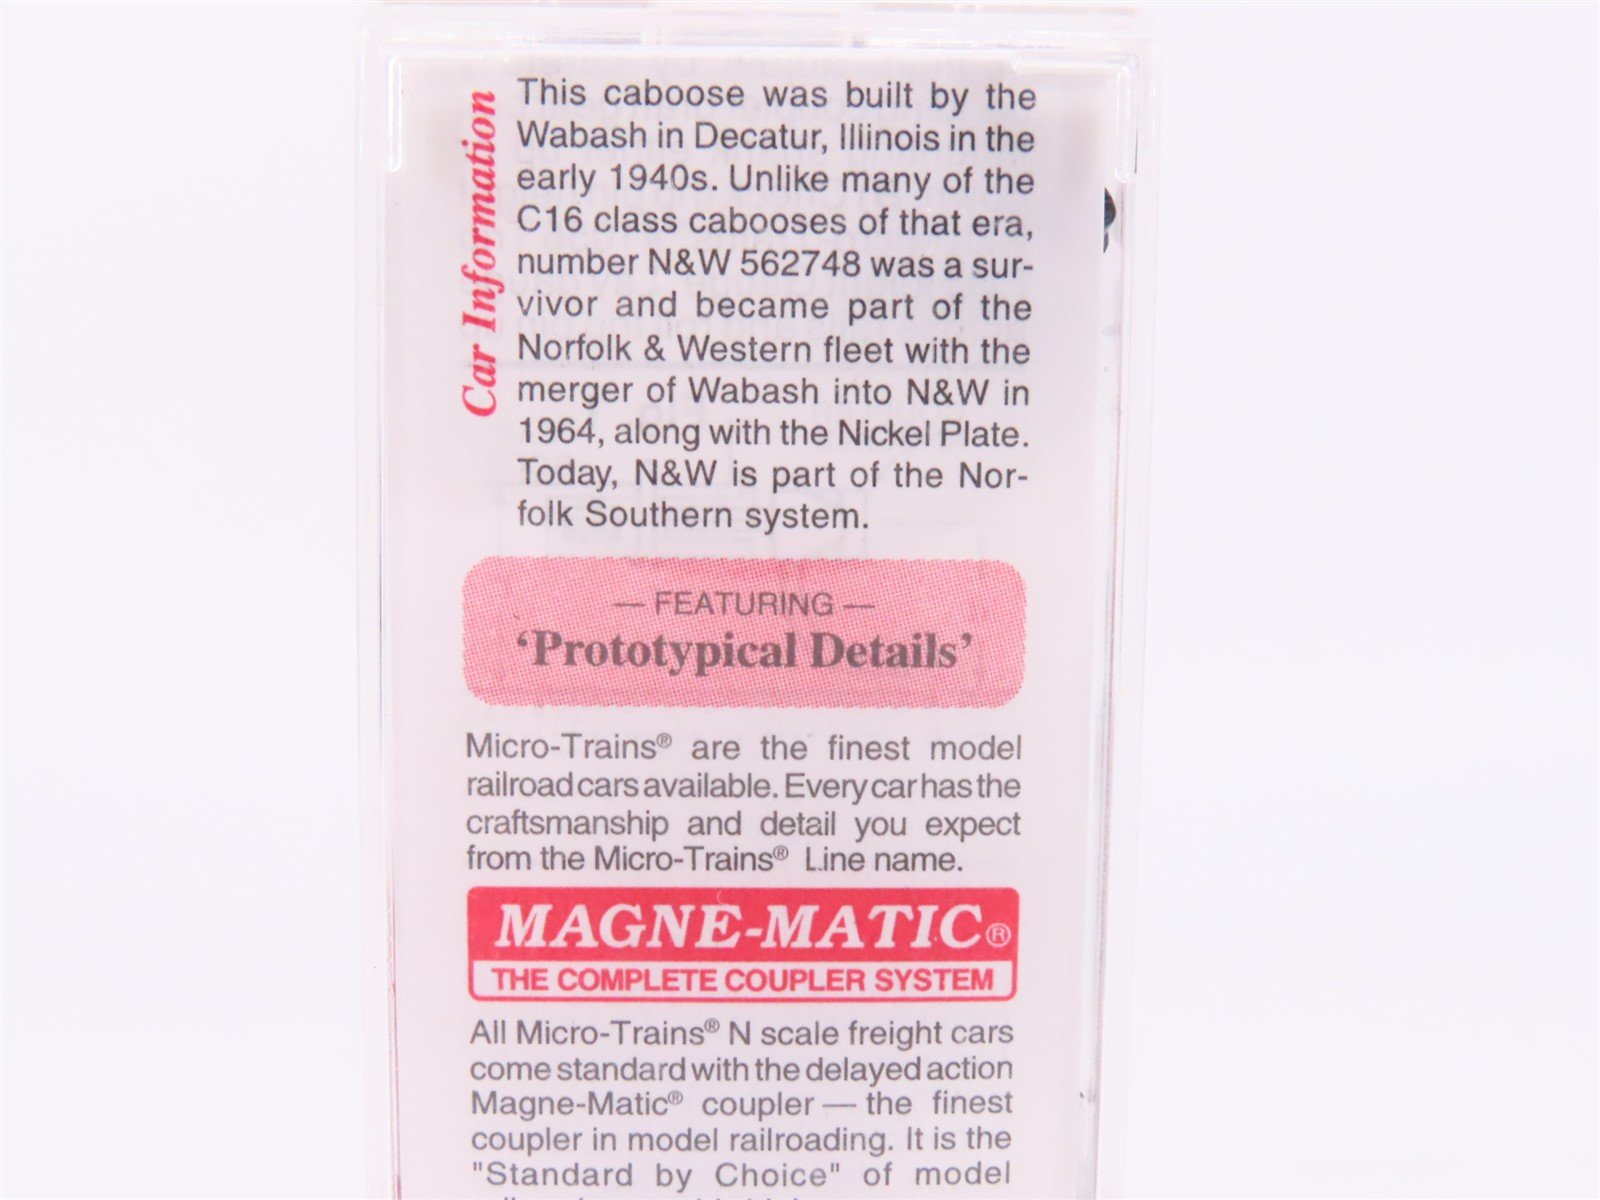 Car Information
This caboose was built by the
Wabash in Decatur, Illinois in the
early 1940s. Unlike many of the
C16 class cabooses of that era,
number N&W 562748 was a sur-
vivor and became part of the
Norfolk & Western fleet with the
merger of Wabash into N&W in
1964, along with the Nickel Plate.
Today, N&W is part of the Nor-
folk Southern system.
— FEATURING —
‘Prototypical Details’
Micro-Trains® are the finest model
railroad cars available. Every car has the
craftsmanship and detail you expect
from the Micro-Trains® Line name.
MAGNE-MATIC®
THE COMPLETE COUPLER SYSTEM
All Micro-Trains® N scale freight cars
come standard with the delayed action
Magne-Matic® coupler — the finest
coupler in model railroading. It is the
"Standard by Choice" of model